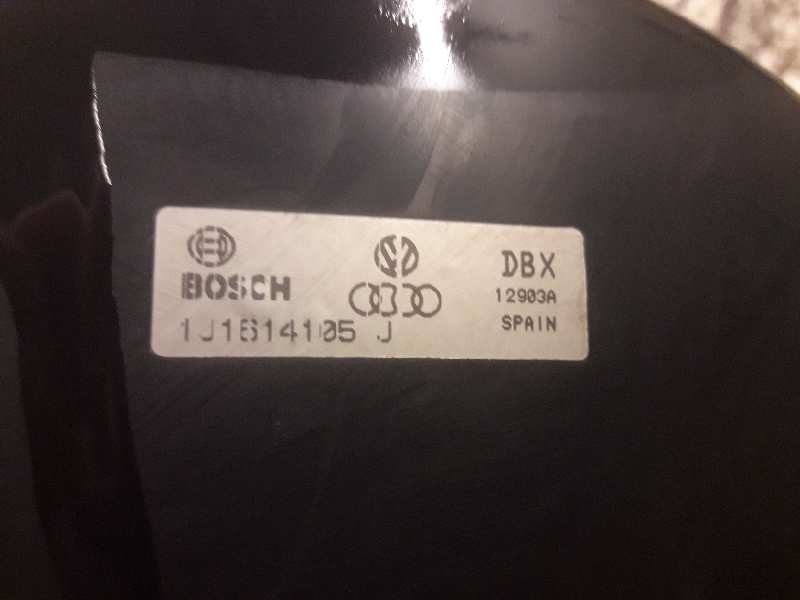 BOSCH
1J1614105 J
DBX
12903A
SPAIN